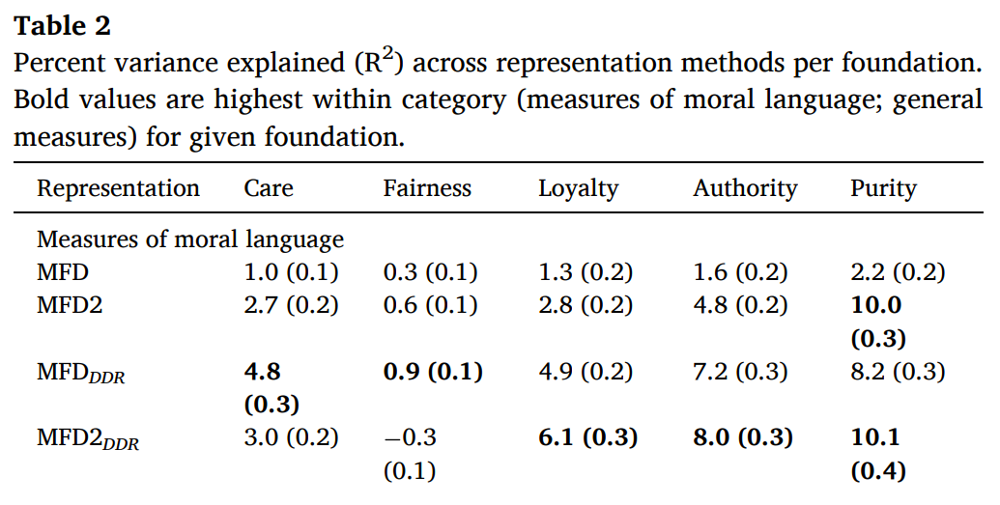 Table 2
Percent variance explained (R2) across representation methods per foundation.
Bold values are highest within category (measures of moral language; general
measures) for given foundation.
Representation Care Fairness Loyalty Authority Purity
Measures of moral language
MFD 1.0 (0.1) 0.3 (0.1) 1.3 (0.2) 1.6 (0.2) 2.2 (0.2)
MFD2 2.7 (0.2) 0.6 (0.1) 2.8 (0.2) 4.8 (0.2) 10.0
(0.3)
MFDDDR 4.8 0.9 (0.1) 4.9 (0.2) 7.2 (0.3) 8.2 (0.3)
(0.3)
MFD2DDR 3.0 (0.2) −0.3 6.1 (0.3) 8.0 (0.3) 10.1
(0.1) (0.4)